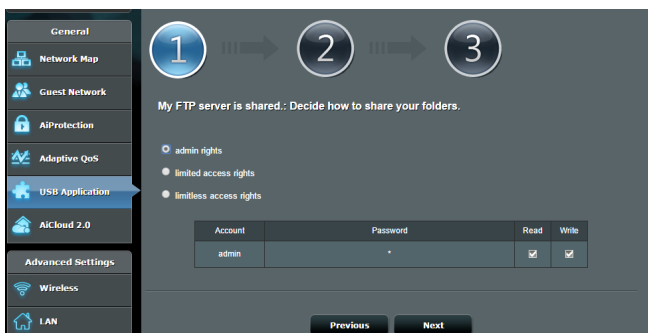 General
Network Map
Guest Network
AiProtection
Adaptive QoS
USB Application
AiCloud 2.0
Advanced Settings
Wireless
LAN
1 2 3
My FTP server is shared.: Decide how to share your folders.
admin rights
limited access rights
limitless access rights
Account Password Read Write
admin *
Previous Next